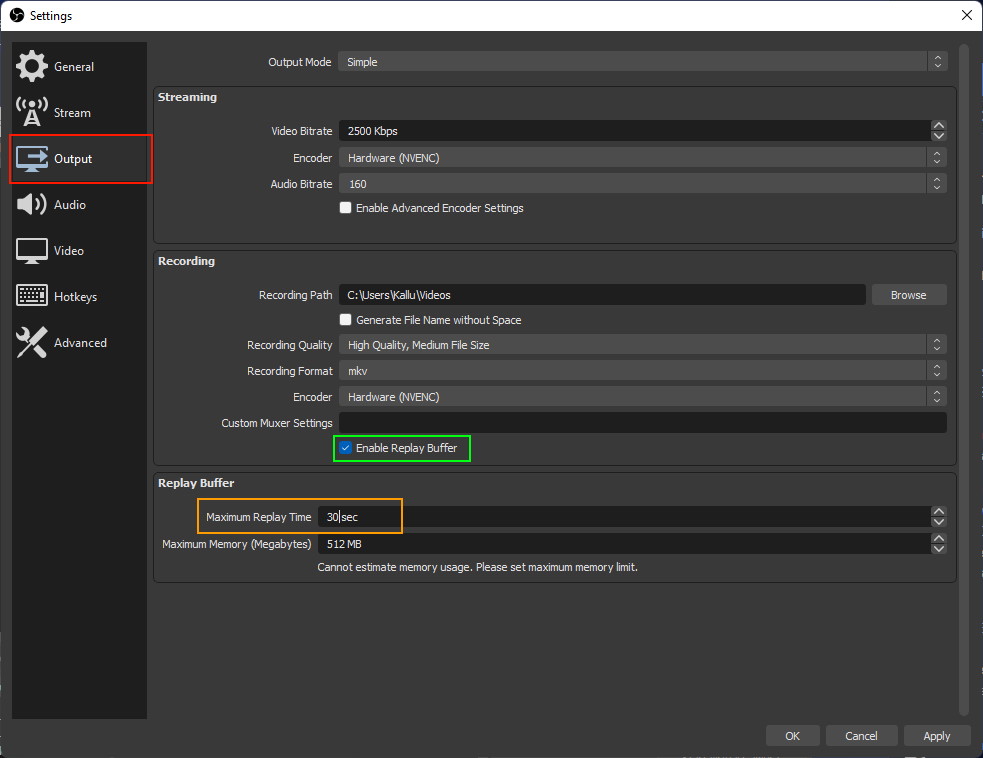 Settings
General
Stream
Output
Audio
Video
Hotkeys
Advanced
Output Mode Simple
Streaming
Video Bitrate 2500 Kbps
Encoder Hardware (NVENC)
Audio Bitrate 160
Enable Advanced Encoder Settings
Recording
Recording Path C:\Users\Kallu\Videos Browse
Generate File Name without Space
Recording Quality High Quality, Medium File Size
Recording Format mkv
Encoder Hardware (NVENC)
Custom Muxer Settings
Enable Replay Buffer
Replay Buffer
Maximum Replay Time 30 sec
Maximum Memory (Megabytes) 512 MB
Cannot estimate memory usage. Please set maximum memory limit.
OK Cancel Apply